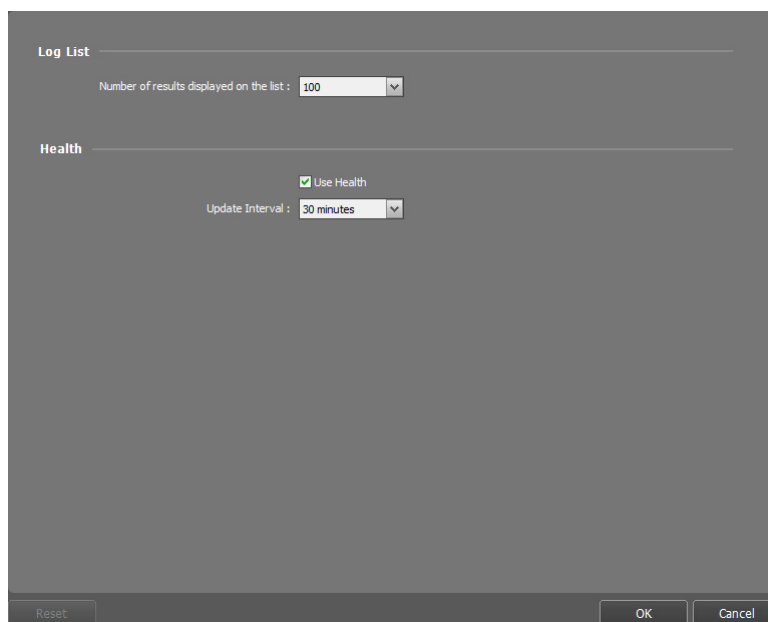 Log List
Number of results displayed on the list : 100
Health
Use Health
Update Interval : 30 minutes
Reset OK Cancel